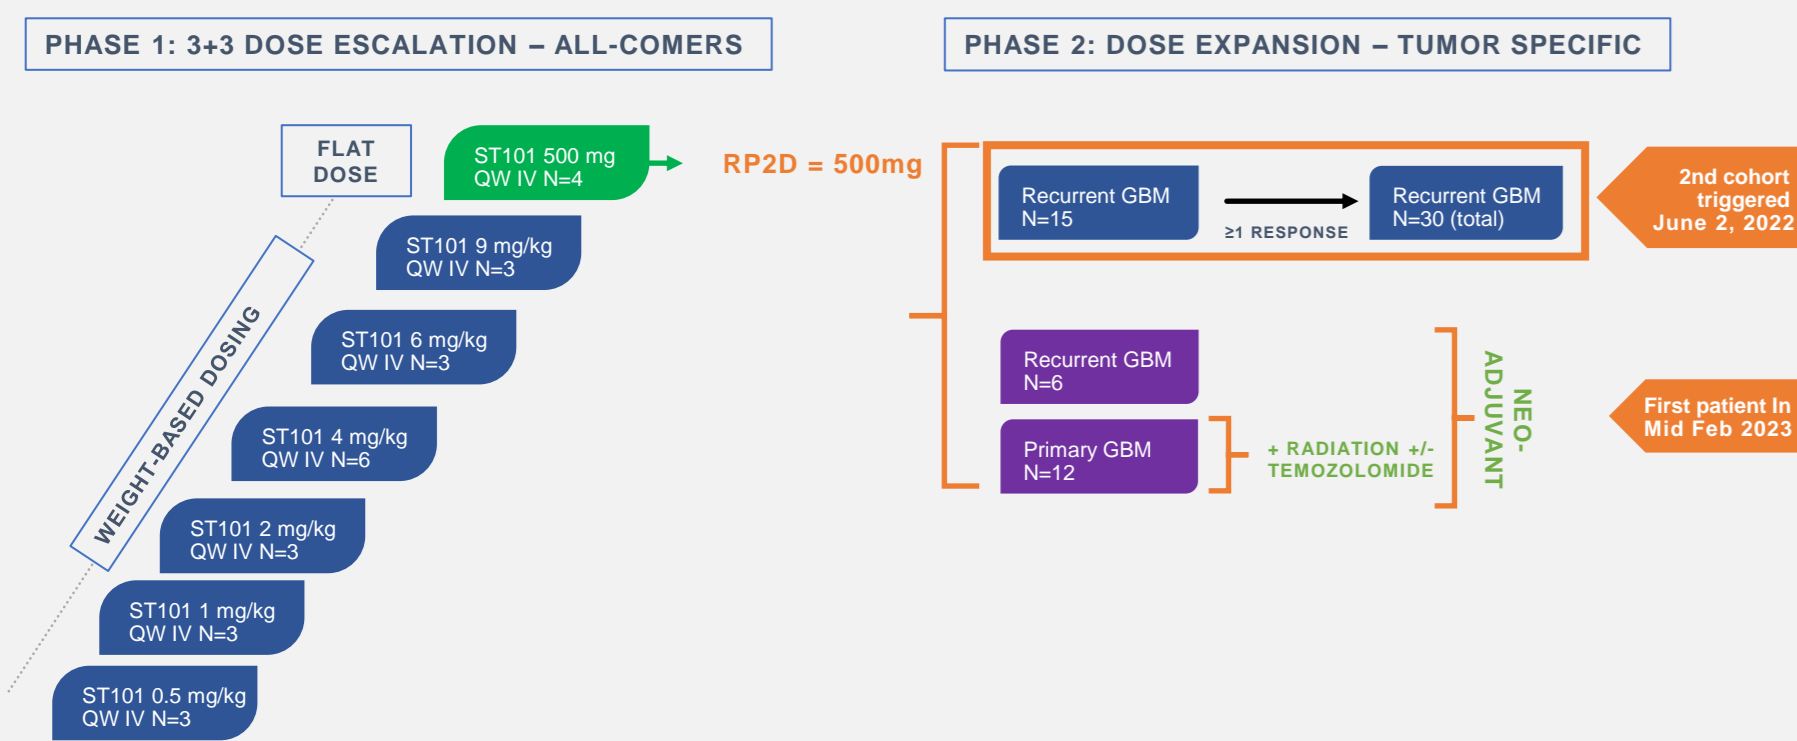 PHASE 1: 3+3 DOSE ESCALATION – ALL-COMERS
FLAT
DOSE
ST101 500 mg
QW IV N=4
RP2D = 500mg
ST101 9 mg/kg
QW IV N=3
ST101 6 mg/kg
QW IV N=3
WEIGHT-BASED DOSING
ST101 4 mg/kg
QW IV N=6
ST101 2 mg/kg
QW IV N=3
ST101 1 mg/kg
QW IV N=3
ST101 0.5 mg/kg
QW IV N=3
PHASE 2: DOSE EXPANSION – TUMOR SPECIFIC
Recurrent GBM
N=15
≥1 RESPONSE
Recurrent GBM
N=30 (total)
2nd cohort
triggered
June 2, 2022
Recurrent GBM
N=6
Primary GBM
N=12
+ RADIATION +/-
TEMOZOLOMIDE
NEO-
ADJUVANT
First patient In
Mid Feb 2023